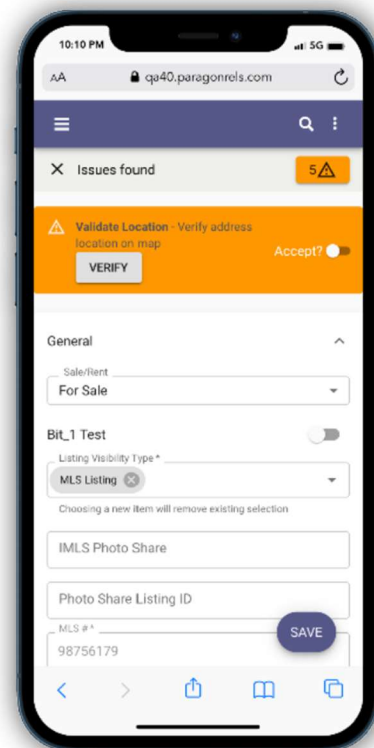 10:10 PM
5G
AA qa40.paragonrels.com
Issues found
5
Validate Location - Verify address
location on map
Accept?
VERIFY
General
Sale/Rent
For Sale
Bit_1 Test
Listing Visibility Type *
MLS Listing
Choosing a new item will remove existing selection
IMLS Photo Share
Photo Share Listing ID
MLS # *
98756179
SAVE